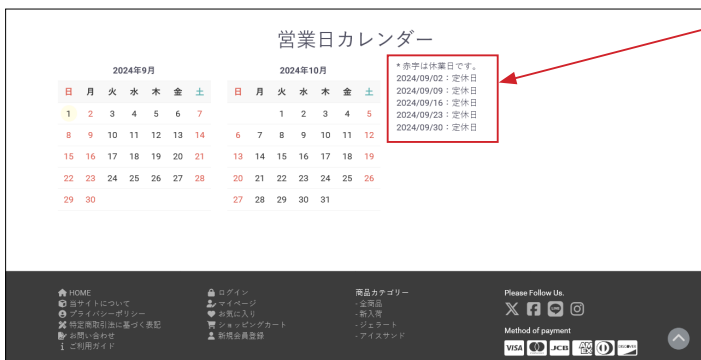 営業日カレンダー
2024年9月
日 月 火 水 木 金 土
1 2 3 4 5 6 7
8 9 10 11 12 13 14
15 16 17 18 19 20 21
22 23 24 25 26 27 28
29 30
2024年10月
日 月 火 水 木 金 土
1 2 3 4 5
6 7 8 9 10 11 12
13 14 15 16 17 18 19
20 21 22 23 24 25 26
27 28 29 30 31
* 赤字は休業日です。
2024/09/02：定休日
2024/09/09：定休日
2024/09/16：定休日
2024/09/23：定休日
2024/09/30：定休日
HOME
当サイトについて
プライバシーポリシー
特定商取引法に基づく表記
お問い合わせ
ご利用ガイド
ログイン
マイページ
お気に入り
ショッピングカート
新規会員登録
商品カテゴリー
- 全商品
- 新入荷
- ジェラート
- アイスサンド
Please Follow Us.
Method of payment
VISA
JCB
AM EX